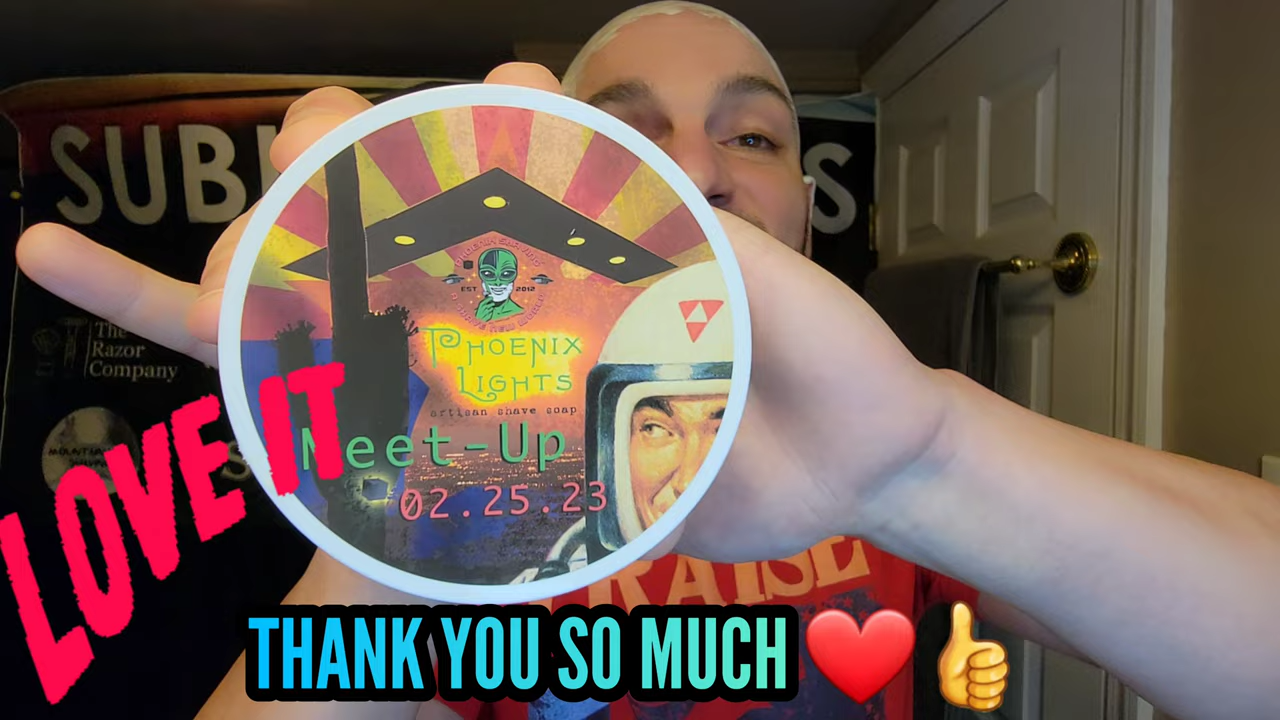 SUB
S
The
Razor
Company
PHOENIX
LIGHTS
EST 2012
artisan shave soap
Meet-Up
02.25.23
LOVE IT
RAISE
THANK YOU SO MUCH